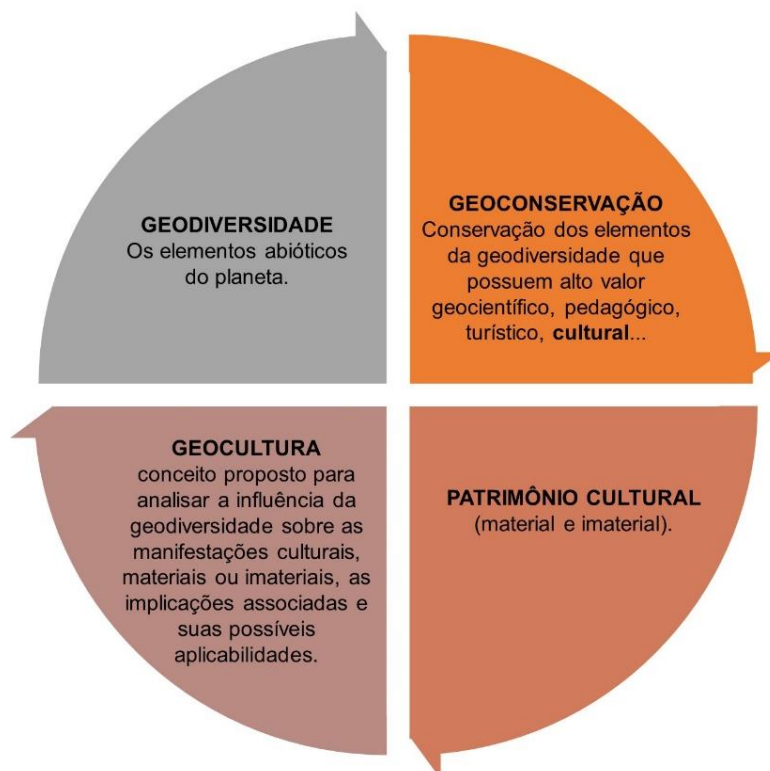 GEODIVERSIDADE
Os elementos abióticos
do planeta.
GEOCONSERVAÇÃO
Conservação dos elementos
da geodiversidade que
possuem alto valor
geocientífico, pedagógico,
turístico, cultural...
GEOCULTURA
conceito proposto para
analisar a influência da
geodiversidade sobre as
manifestações culturais,
materiais ou imateriais, as
implicações associadas e
suas possíveis
aplicabilidades.
PATRIMÔNIO CULTURAL
(material e imaterial).